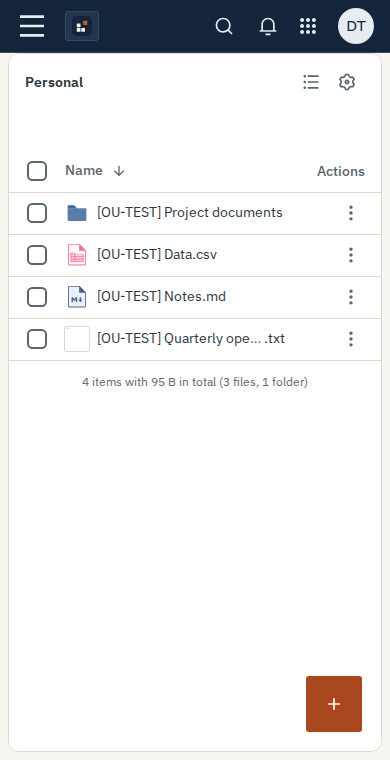 DT
Personal
Name
Actions
[OU-TEST] Project documents
[OU-TEST] Data.csv
M↓
[OU-TEST] Notes.md
[OU-TEST] Quarterly ope... .txt
4 items with 95 B in total (3 files, 1 folder)